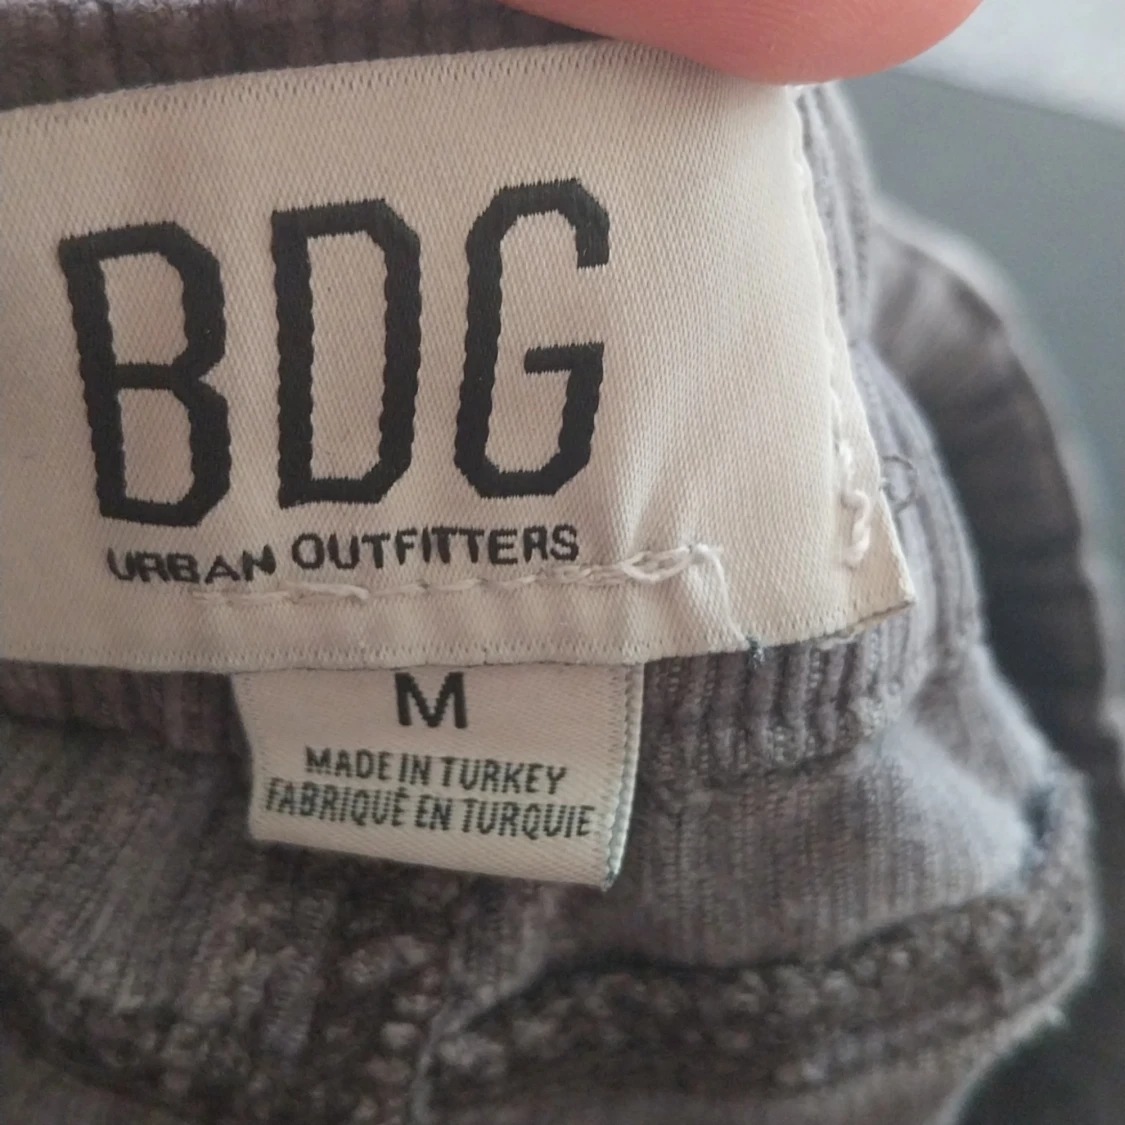 BDG
URBAN OUTFITTERS
M
MADE IN TURKEY
FABRIQUÉ EN TURQUIE